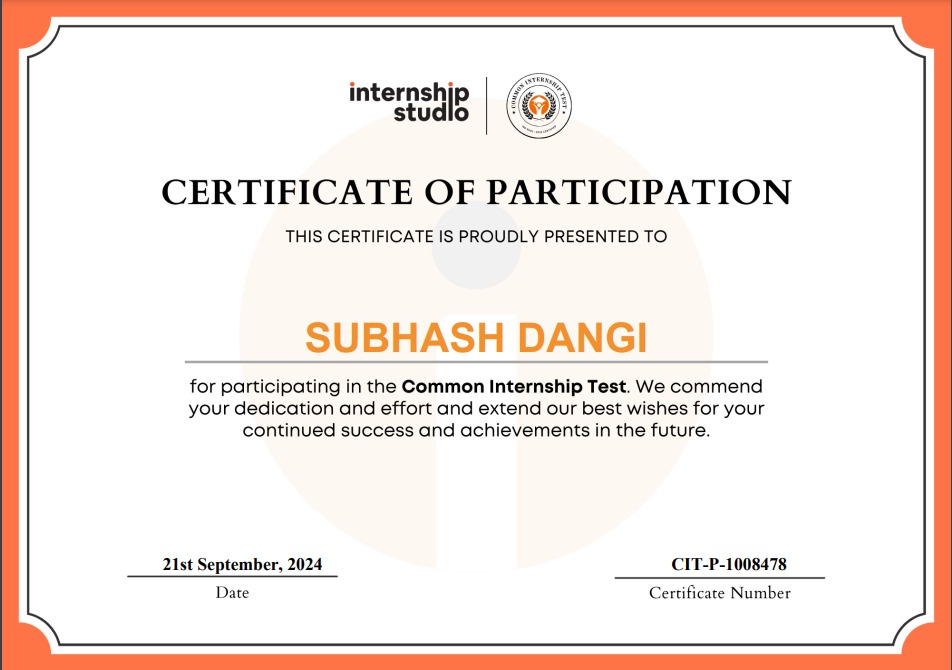 internship
studio
COMMON INTERNSHIP TEST
CERTIFICATE OF PARTICIPATION
THIS CERTIFICATE IS PROUDLY PRESENTED TO
SUBHASH DANGI
for participating in the Common Internship Test. We commend
your dedication and effort and extend our best wishes for your
continued success and achievements in the future.
21st September, 2024
CIT-P-1008478
Date
Certificate Number